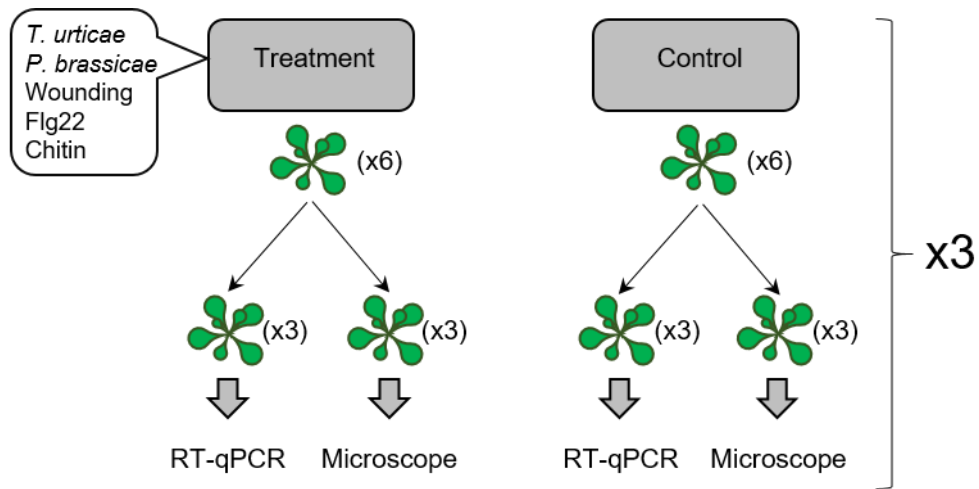 T. urticae
P. brassicae
Wounding
Flg22
Chitin
Treatment
Control
(x6)
(x6)
x3
(x3)
(x3)
(x3)
(x3)
RT-qPCR
Microscope
RT-qPCR
Microscope